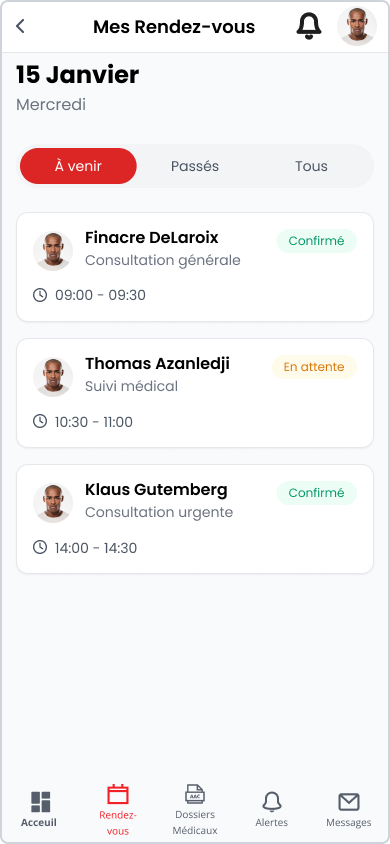 Mes Rendez-vous
15 Janvier
Mercredi
À venir
Passés
Tous
Finacre DeLaroix
Confirmé
Consultation générale
09:00 - 09:30
Thomas Azanledji
En attente
Suivi médical
10:30 - 11:00
Klaus Gutemberg
Confirmé
Consultation urgente
14:00 - 14:30
Acceuil
Rendez-
vous
AAC
Dossiers
Médicaux
Alertes
Messages